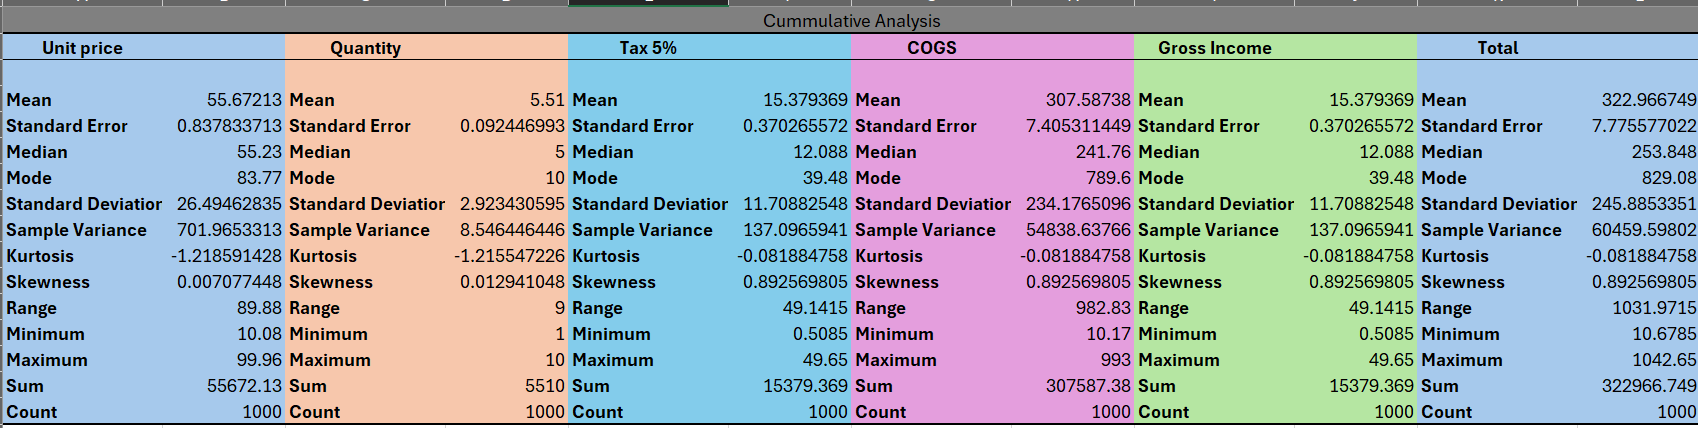 Cummulative Analysis
Unit price Quantity Tax 5% COGS Gross Income Total
Mean 55.67213 Mean 5.51 Mean 15.379369 Mean 307.58738 Mean 15.379369 Mean 322.966749
Standard Error 0.837833713 Standard Error 0.092446993 Standard Error 0.370265572 Standard Error 7.405311449 Standard Error 0.370265572 Standard Error 7.775577022
Median 55.23 Median 5 Median 12.088 Median 241.76 Median 12.088 Median 253.848
Mode 83.77 Mode 10 Mode 39.48 Mode 789.6 Mode 39.48 Mode 829.08
Standard Deviatior 26.49462835 Standard Deviatior 2.923430595 Standard Deviatior 11.70882548 Standard Deviatior 234.1765096 Standard Deviatior 11.70882548 Standard Deviatior 245.8853351
Sample Variance 701.9653313 Sample Variance 8.546446446 Sample Variance 137.0965941 Sample Variance 54838.63766 Sample Variance 137.0965941 Sample Variance 60459.59802
Kurtosis -1.218591428 Kurtosis -1.215547226 Kurtosis -0.081884758 Kurtosis -0.081884758 Kurtosis -0.081884758 Kurtosis -0.081884758
Skewness 0.007077448 Skewness 0.012941048 Skewness 0.892569805 Skewness 0.892569805 Skewness 0.892569805 Skewness 0.892569805
Range 89.88 Range 9 Range 49.1415 Range 982.83 Range 49.1415 Range 1031.9715
Minimum 10.08 Minimum 1 Minimum 0.5085 Minimum 10.17 Minimum 0.5085 Minimum 10.6785
Maximum 99.96 Maximum 10 Maximum 49.65 Maximum 993 Maximum 49.65 Maximum 1042.65
Sum 55672.13 Sum 5510 Sum 15379.369 Sum 307587.38 Sum 15379.369 Sum 322966.749
Count 1000 Count 1000 Count 1000 Count 1000 Count 1000 Count 1000